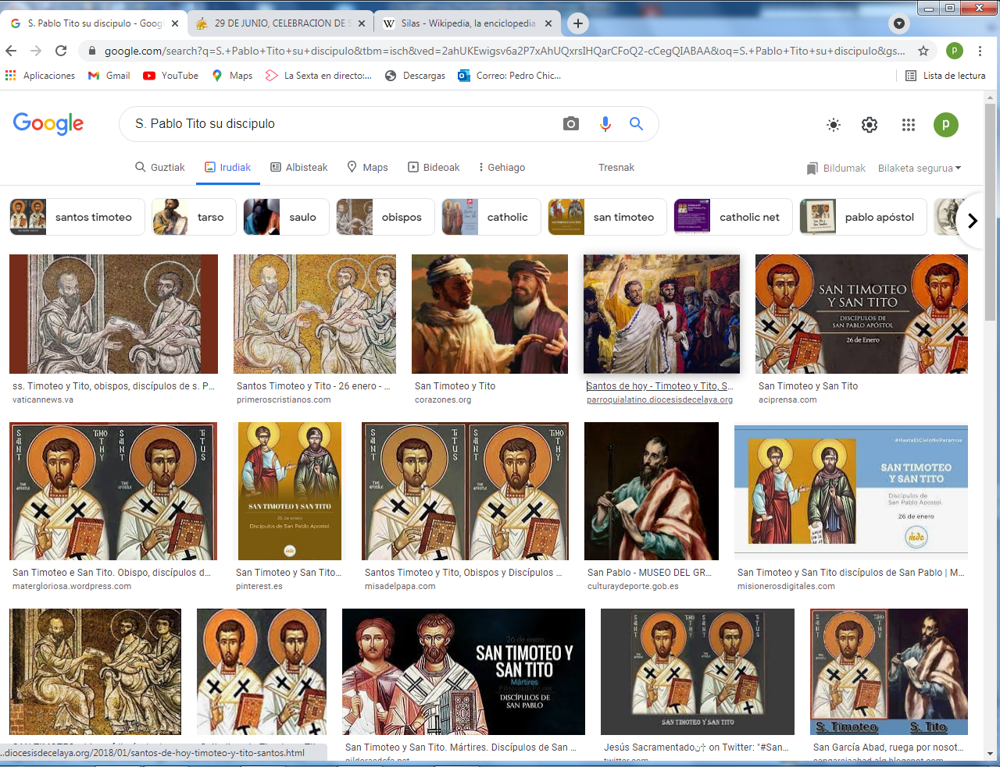 S. Pablo Tito su discipulo - Goog
29 DE JUNIO, CELEBRACION DE S
Silas - Wikipedia, la enciclopedia
google.com/search?q=S.+Pablo+Tito+su+discipulo&tbm=isch&ved=2ahUKEwigsv6a2P7xAhUQxrsIHQarCFoQ2-cCegQIABAA&oq=S.+Pablo+Tito+su+discipulo&gs...
Aplicaciones
Gmail
YouTube
Maps
La Sexta en directo:...
Descargas
Correo: Pedro Chic...
Lista de lectura
Google
S. Pablo Tito su discipulo
p
Guztiak
Irudiak
Albisteak
Maps
Bideoak
Gehiago
Tresnak
Bildumak
Bilaketa segurua
santos timoteo
tarso
saulo
obispos
catholic
san timoteo
catholic net
pablo apóstol
SAN TIMOTEO
Y SAN TITO
DISCÍPULOS DE
SAN PABLO APÓSTOL
26 de Enero
ss. Timoteo y Tito, obispos, discípulos de s. P...
vaticannews.va
Santos Timoteo y Tito - 26 enero - ...
primeroscristianos.com
San Timoteo y Tito
corazones.org
Santos de hoy - Timoteo y Tito, S...
parroquialatino.diocesisdecelaya.org
San Timoteo y San Tito
aciprensa.com
SAN TIMOTEO Y SAN TITO
26 de enero
Discípulos de San Pablo Apostol
#HastaElCieloNoParamos
SAN TIMOTEO
Y SAN TITO
Discípulos de
San Pablo Apostol.
26 de enero
mdc
San Timoteo e San Tito. Obispo, discípulos d...
matergloriosa.wordpress.com
San Timoteo y San Tito...
pinterest.es
Santos Timoteo y Tito, Obispos y Discípulos ...
misadelpapa.com
San Pablo - MUSEO DEL GR...
culturaydeporte.gob.es
San Timoteo y San Tito discípulos de San Pablo | M...
misionerosdigitales.com
26 de enero
SAN TIMOTEO Y
SAN TITO
Mártires
DISCÍPULOS DE
SAN PABLO
SAN TIMOTEO Y SAN TITO
S. Timoteo
S. Tito
San Timoteo y San Tito. Mártires. Discípulos de San ...
Jesús Sacramentado on Twitter: "#San...
twitter.com
San García Abad, ruega por nosot...
...diocesisdecelaya.org/2018/01/santos-de-hoy-timoteo-y-tito-santos.html